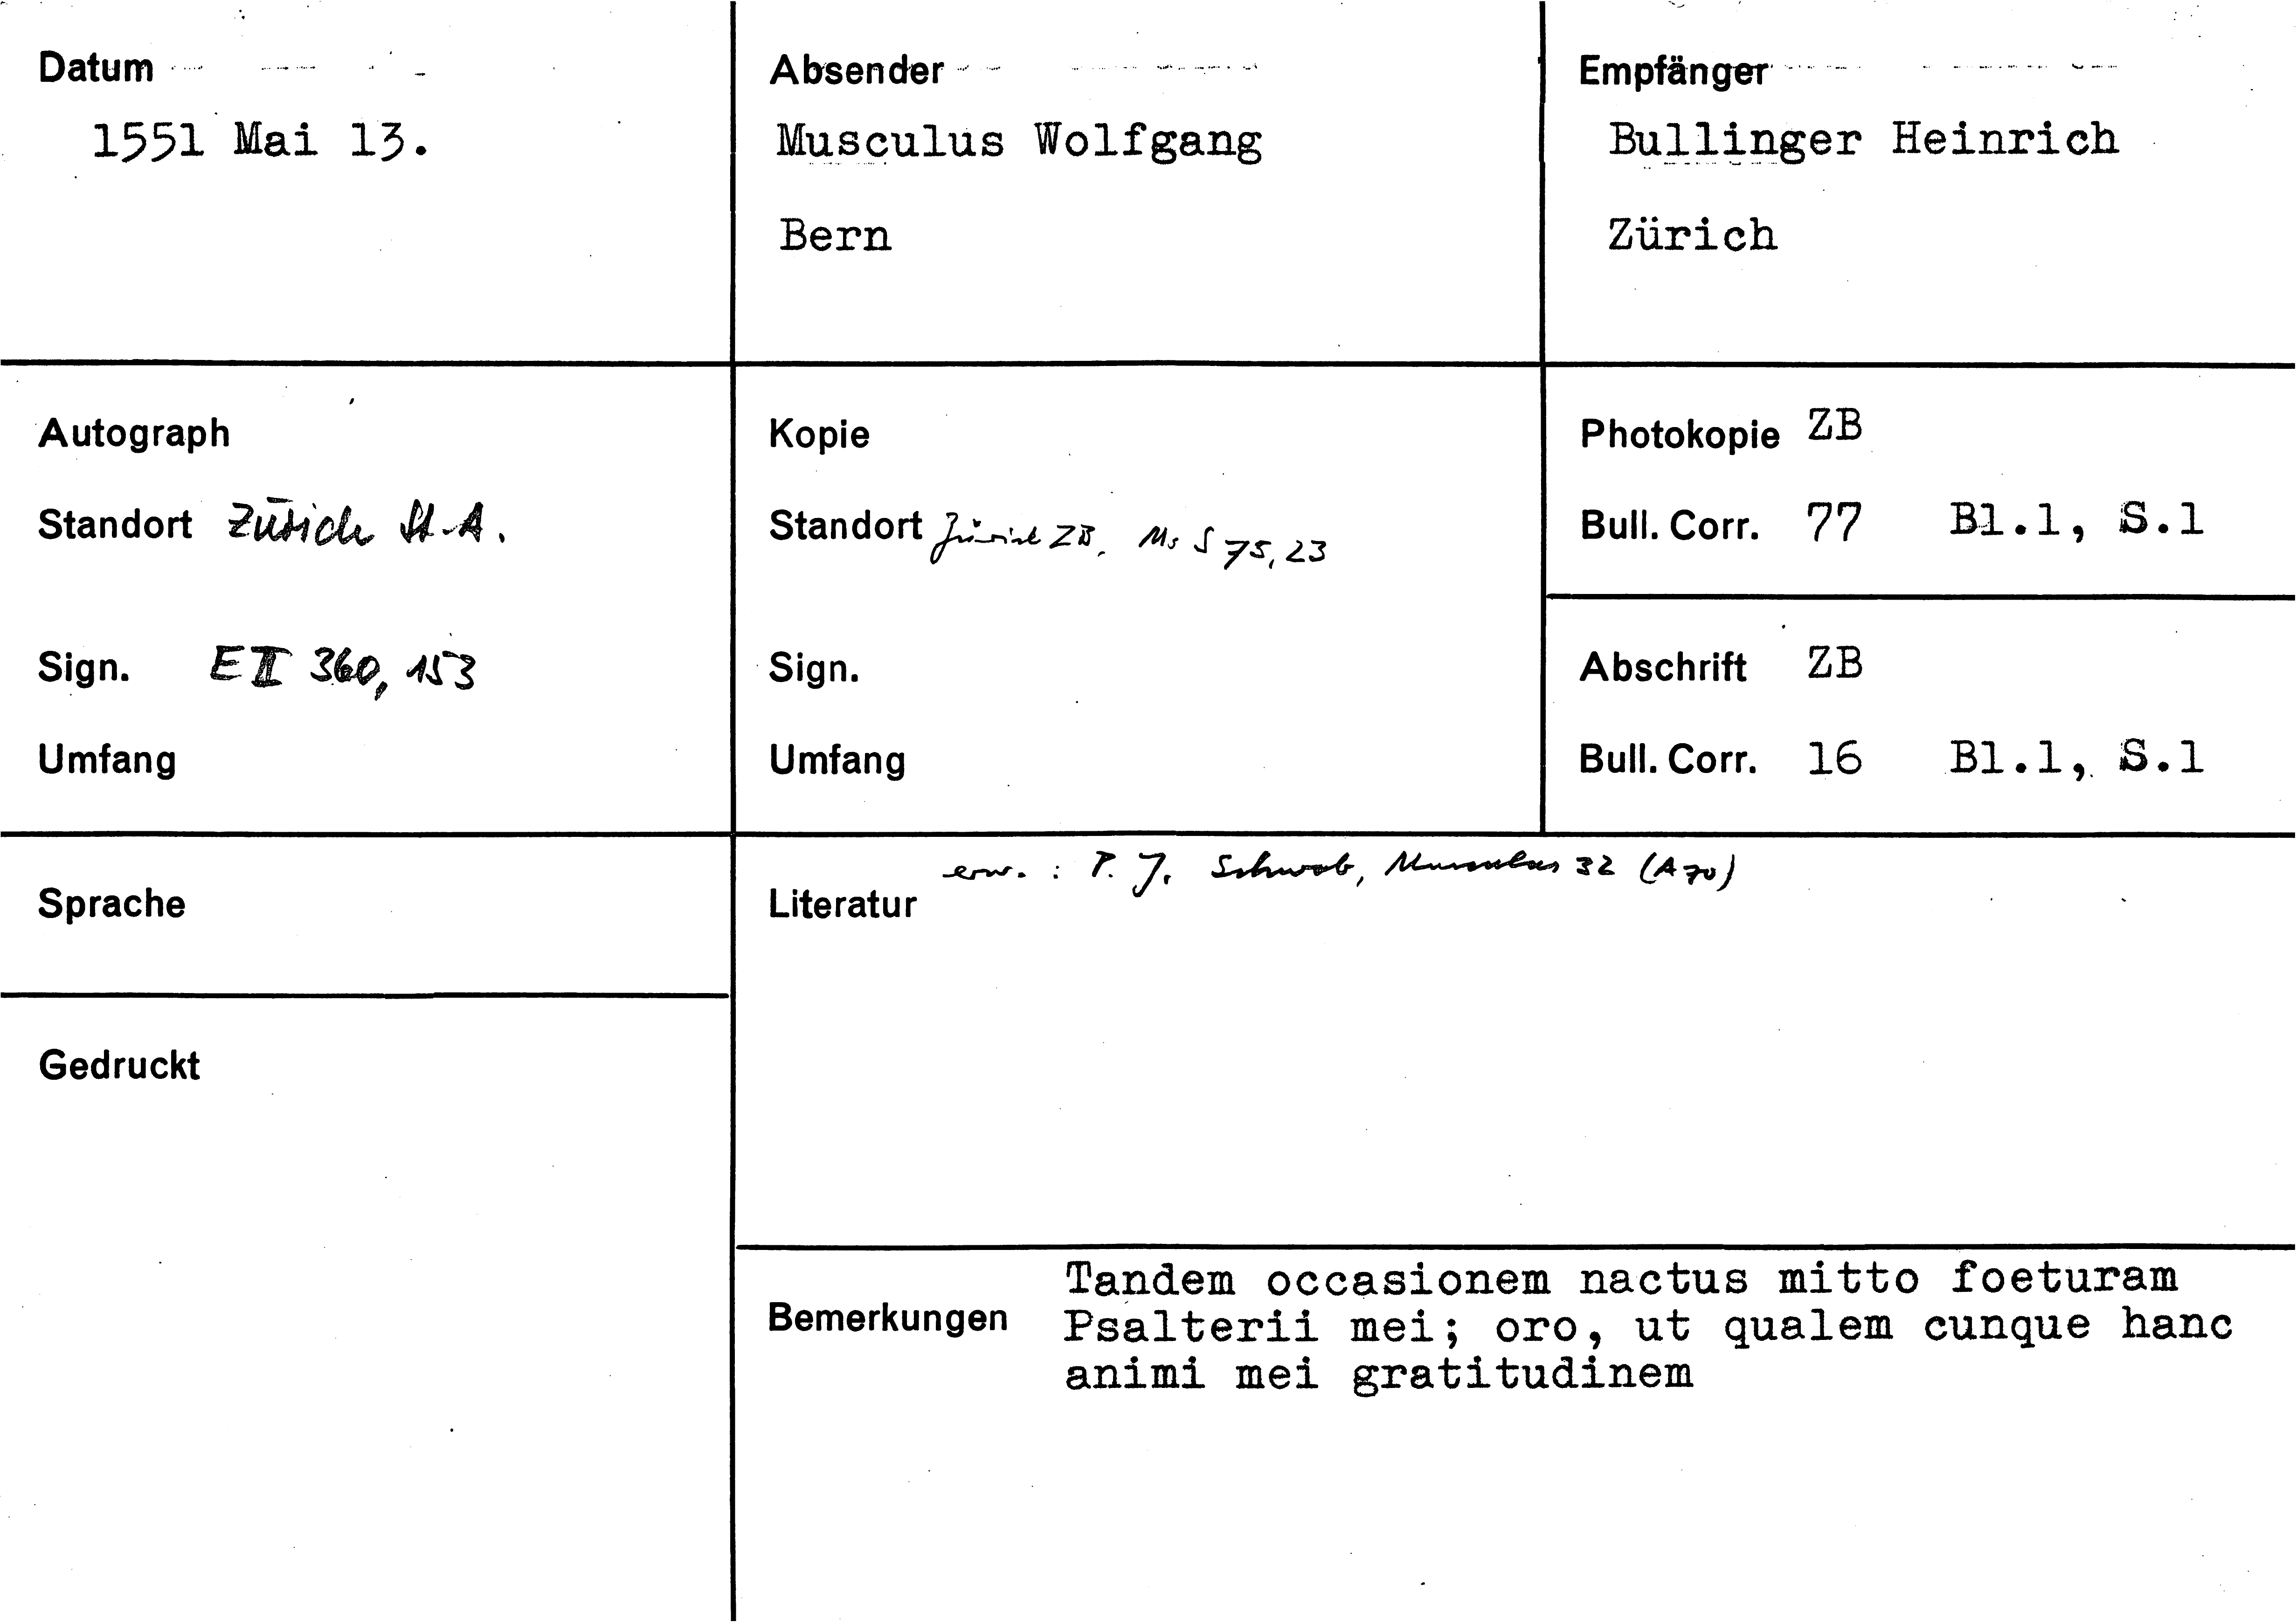 Datum
1551 Mai 13.
Absender
Musculus Wolfgang
Bern
Empfänger
Bullinger Heinrich
Zürich
Autograph
Standort Zürich St.A.
Sign. E II 360, 153
Umfang
Kopie
Standort Zürich ZB, Ms S 75, 23
Sign.
Umfang
Photokopie ZB
Bull. Corr. 77 Bl.1, S.1
Abschrift ZB
Bull. Corr. 16 Bl.1, S.1
Sprache
Gedruckt
Literatur erw. : P. J. Schwab, Musculus 32 (A 70)
Bemerkungen
Tandem occasionem nactus mitto foeturam
Psalterii mei; oro, ut qualem cunque hanc
animi mei gratitudinem